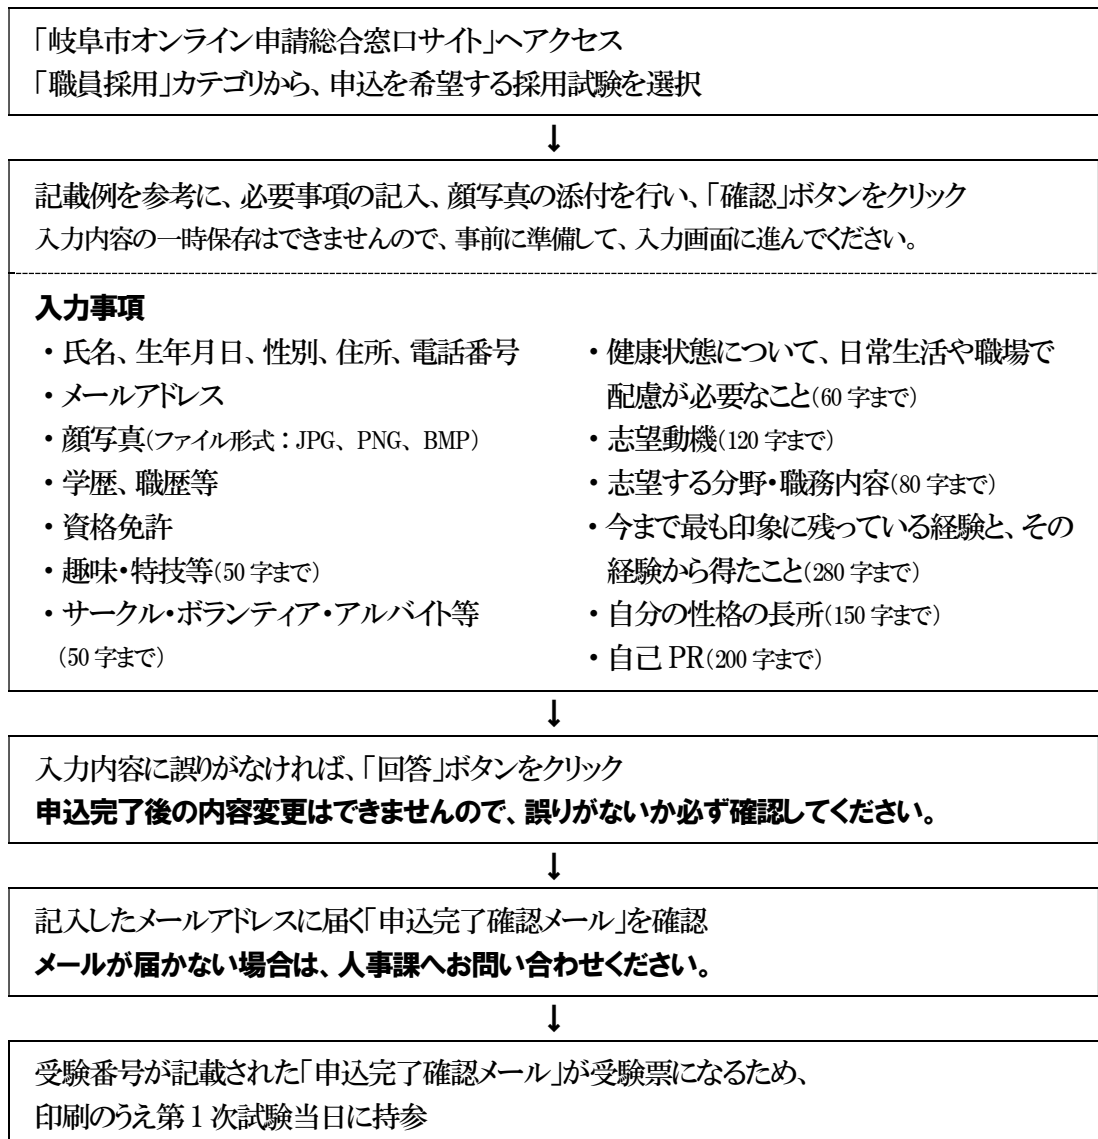 「岐阜市オンライン申請総合窓口サイト」へアクセス
「職員採用」カテゴリから、申込を希望する採用試験を選択
↓
記載例を参考に、必要事項の記入、顔写真の添付を行い、「確認」ボタンをクリック
入力内容の一時保存はできませんので、事前に準備して、入力画面に進んでください。
入力事項
・氏名、生年月日、性別、住所、電話番号
・メールアドレス
・顔写真(ファイル形式：JPG、PNG、BMP)
・学歴、職歴等
・資格免許
・趣味・特技等(50字まで)
・サークル・ボランティア・アルバイト等
(50字まで)
・健康状態について、日常生活や職場で
配慮が必要なこと(60字まで)
・志望動機(120字まで)
・志望する分野・職務内容(80字まで)
・今まで最も印象に残っている経験と、その
経験から得たこと(280字まで)
・自分の性格の長所(150字まで)
・自己PR(200字まで)
↓
入力内容に誤りがなければ、「回答」ボタンをクリック
申込完了後の内容変更はできませんので、誤りがないか必ず確認してください。
↓
記入したメールアドレスに届く「申込完了確認メール」を確認
メールが届かない場合は、人事課へお問い合わせください。
↓
受験番号が記載された「申込完了確認メール」が受験票になるため、
印刷のうえ第1次試験当日に持参